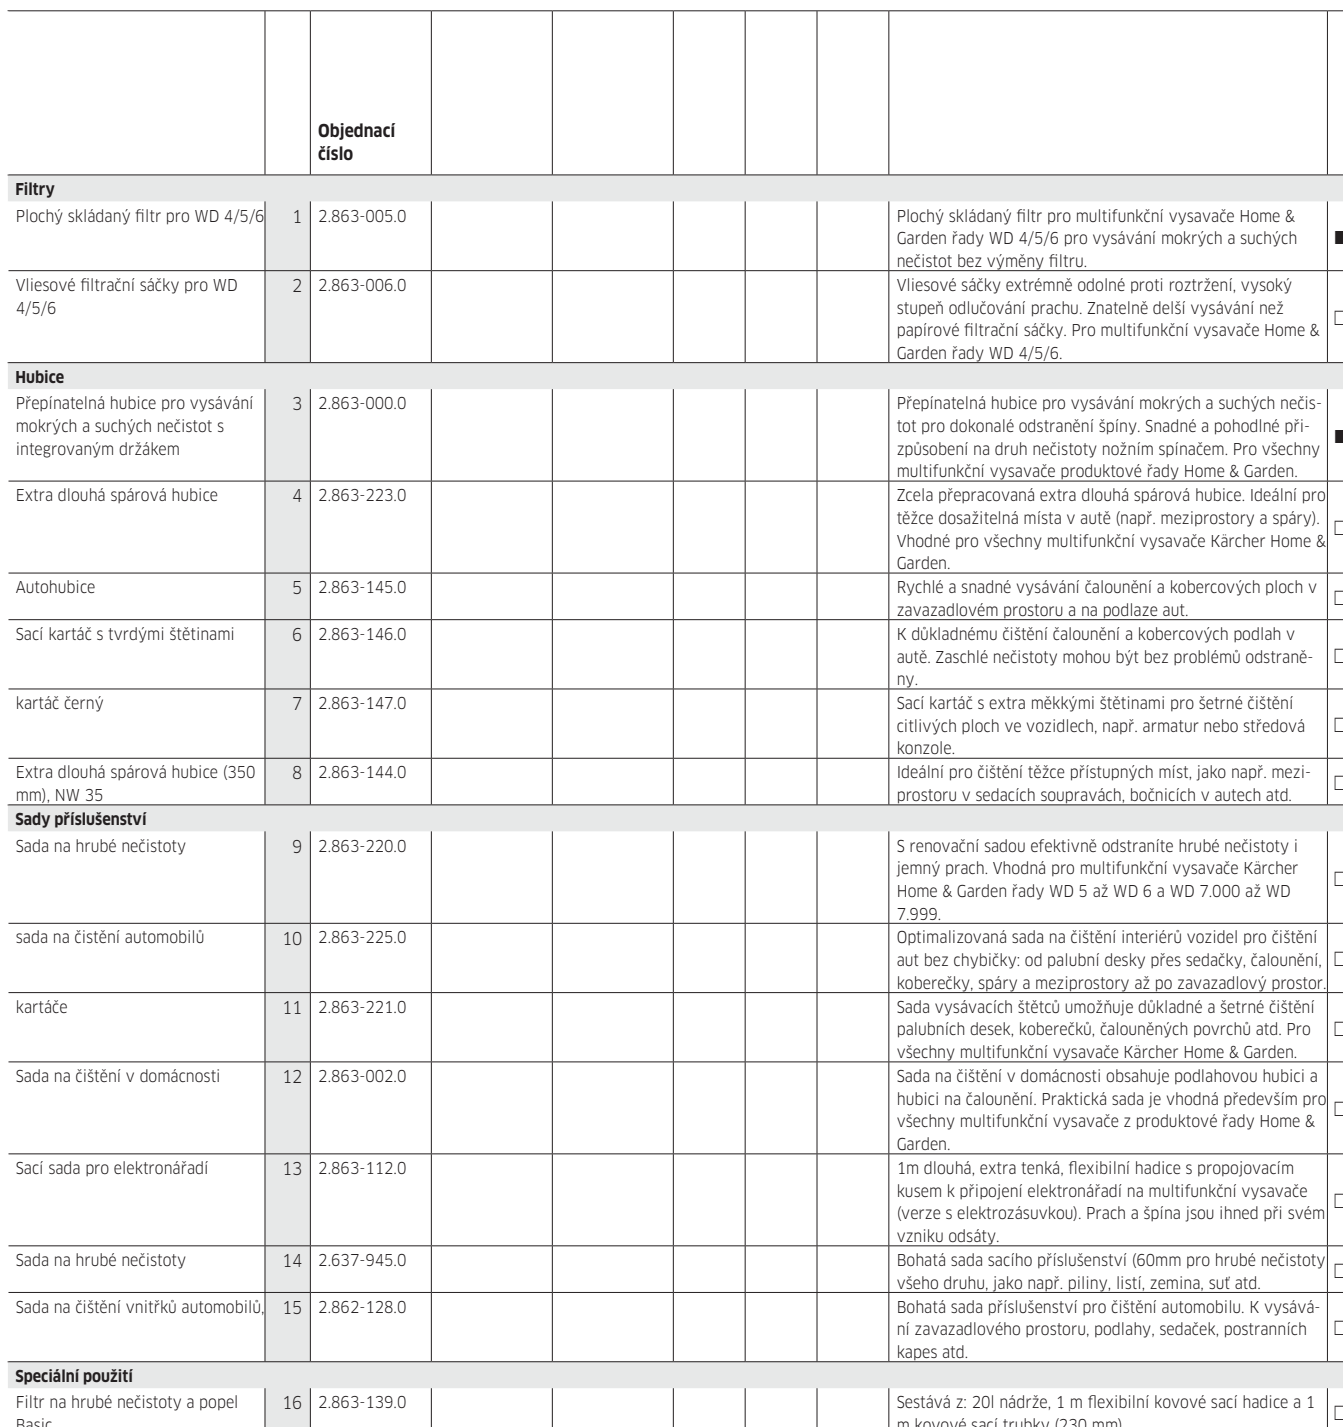 Objednací
číslo
Filtry
Plochý skládaný filtr pro WD 4/5/6 1 2.863-005.0 Plochý skládaný filtr pro multifunkční vysavače Home &
Garden řady WD 4/5/6 pro vysávání mokrých a suchých
nečistot bez výměny filtru.
Vliesové filtrační sáčky pro WD 2 2.863-006.0 Vliesové sáčky extrémně odolné proti roztržení, vysoký
4/5/6 stupeň odlučování prachu. Znatelně delší vysávání než
papírové filtrační sáčky. Pro multifunkční vysavače Home &
Garden řady WD 4/5/6.
Hubice
Přepínatelná hubice pro vysávání 3 2.863-000.0 Přepínatelná hubice pro vysávání mokrých a suchých nečis-
mokrých a suchých nečistot s tot pro dokonalé odstranění špíny. Snadné a pohodlné při-
integrovaným držákem způsobení na druh nečistoty nožním spínačem. Pro všechny
multifunkční vysavače produktové řady Home & Garden.
Extra dlouhá spárová hubice 4 2.863-223.0 Zcela přepracovaná extra dlouhá spárová hubice. Ideální pro
těžce dosažitelná místa v autě (např. meziprostory a spáry).
Vhodné pro všechny multifunkční vysavače Kärcher Home &
Garden.
Autohubice 5 2.863-145.0 Rychlé a snadné vysávání čalounění a kobercových ploch v
zavazadlovém prostoru a na podlaze aut.
Sací kartáč s tvrdými štětinami 6 2.863-146.0 K důkladnému čištění čalounění a kobercových podlah v
autě. Zaschlé nečistoty mohou být bez problémů odstraně-
ny.
kartáč černý 7 2.863-147.0 Sací kartáč s extra měkkými štětinami pro šetrné čištění
citlivých ploch ve vozidlech, např. armatur nebo středová
konzole.
Extra dlouhá spárová hubice (350 8 2.863-144.0 Ideální pro čištění těžce přístupných míst, jako např. mezi-
mm), NW 35 prostoru v sedacích soupravách, bočnicích v autech atd.
Sady příslušenství
Sada na hrubé nečistoty 9 2.863-220.0 S renovační sadou efektivně odstraníte hrubé nečistoty i
jemný prach. Vhodná pro multifunkční vysavače Kärcher
Home & Garden řady WD 5 až WD 6 a WD 7.000 až WD
7.999.
sada na čistění automobilů 10 2.863-225.0 Optimalizovaná sada na čištění interiérů vozidel pro čištění
aut bez chybičky: od palubní desky přes sedačky, čalounění,
koberečky, spáry a meziprostory až po zavazadlový prostor.
kartáče 11 2.863-221.0 Sada vysávacích štětců umožňuje důkladné a šetrné čištění
palubních desek, koberečků, čalouněných povrchů atd. Pro
všechny multifunkční vysavače Kärcher Home & Garden.
Sada na čištění v domácnosti 12 2.863-002.0 Sada na čištění v domácnosti obsahuje podlahovou hubici a
hubici na čalounění. Praktická sada je vhodná především pro
všechny multifunkční vysavače z produktové řady Home &
Garden.
Sací sada pro elektronářadí 13 2.863-112.0 1m dlouhá, extra tenká, flexibilní hadice s propojovacím
kusem k připojení elektronářadí na multifunkční vysavače
(verze s elektrozásuvkou). Prach a špína jsou ihned při svém
vzniku odsáty.
Sada na hrubé nečistoty 14 2.637-945.0 Bohatá sada sacího příslušenství (60mm pro hrubé nečistoty
všeho druhu, jako např. piliny, listí, zemina, suť atd.
Sada na čištění vnitřků automobilů, 15 2.862-128.0 Bohatá sada příslušenství pro čištění automobilu. K vysává-
ní zavazadlového prostoru, podlahy, sedaček, postranních
kapes atd.
Speciální použití
Filtr na hrubé nečistoty a popel 16 2.863-139.0 Sestává z: 20l nádrže, 1 m flexibilní kovové sací hadice a 1
Basic m kovové sací trubky (230 mm)